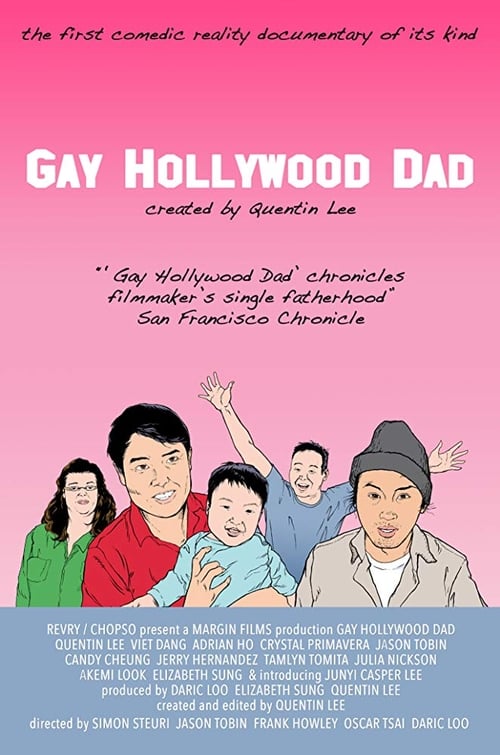 the first comedic reality documentary of its kind
GAY HOLLYWOOD DAD
created by Quentin Lee
"'Gay Hollywood Dad' chronicles
filmmaker's single fatherhood"
San Francisco Chronicle
REVRY / CHOPSO present a MARGIN FILMS production GAY HOLLYWOOD DAD
QUENTIN LEE VIET DANG ADRIAN HO CRYSTAL PRIMAVERA JASON TOBIN
CANDY CHEUNG JERRY HERNANDEZ TAMLYN TOMITA JULIA NICKSON
AKEMI LOOK ELIZABETH SUNG & introducing JUNYI CASPER LEE
produced by DARIC LOO ELIZABETH SUNG QUENTIN LEE
created and edited by QUENTIN LEE
directed by SIMON STEURI JASON TOBIN FRANK HOWLEY OSCAR TSAI DARIC LOO